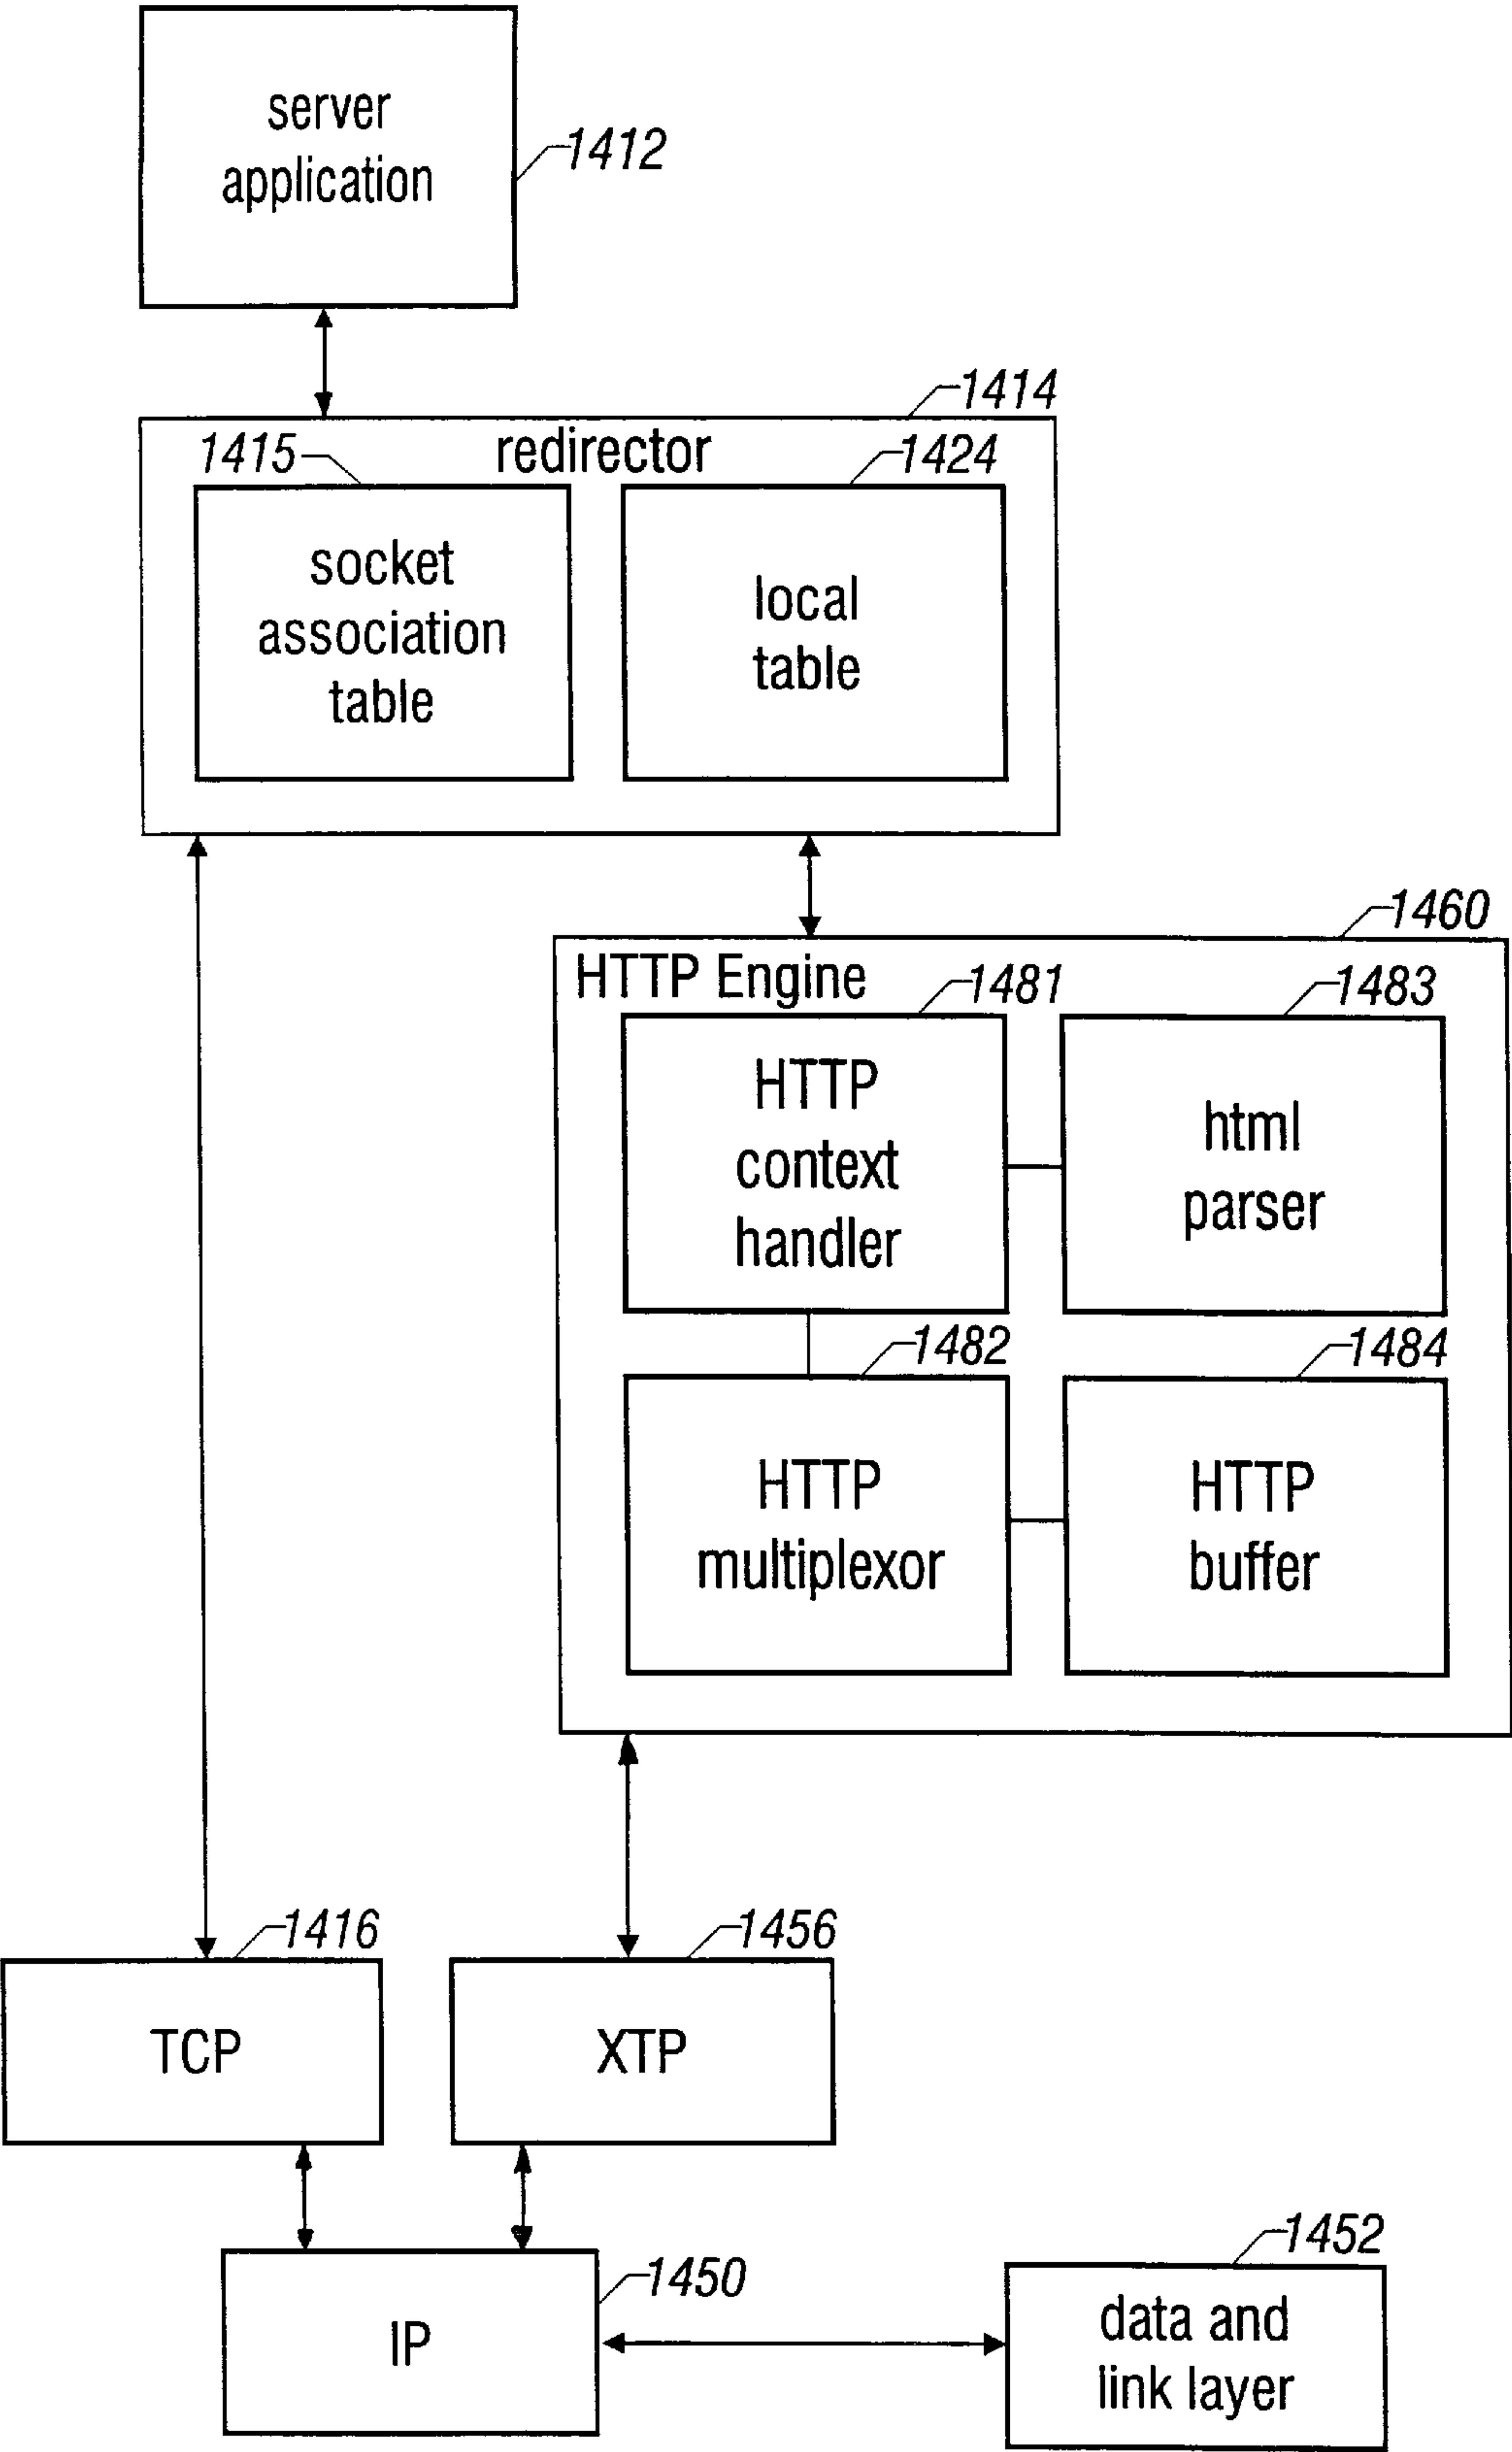 server
application
1412
1414
redirector
1415
1424
socket
association
table
local
table
1460
HTTP Engine
1481
1483
HTTP
context
handler
html
parser
1482
1484
HTTP
multiplexor
HTTP
buffer
1416
1456
TCP
XTP
1450
1452
IP
data and
link layer